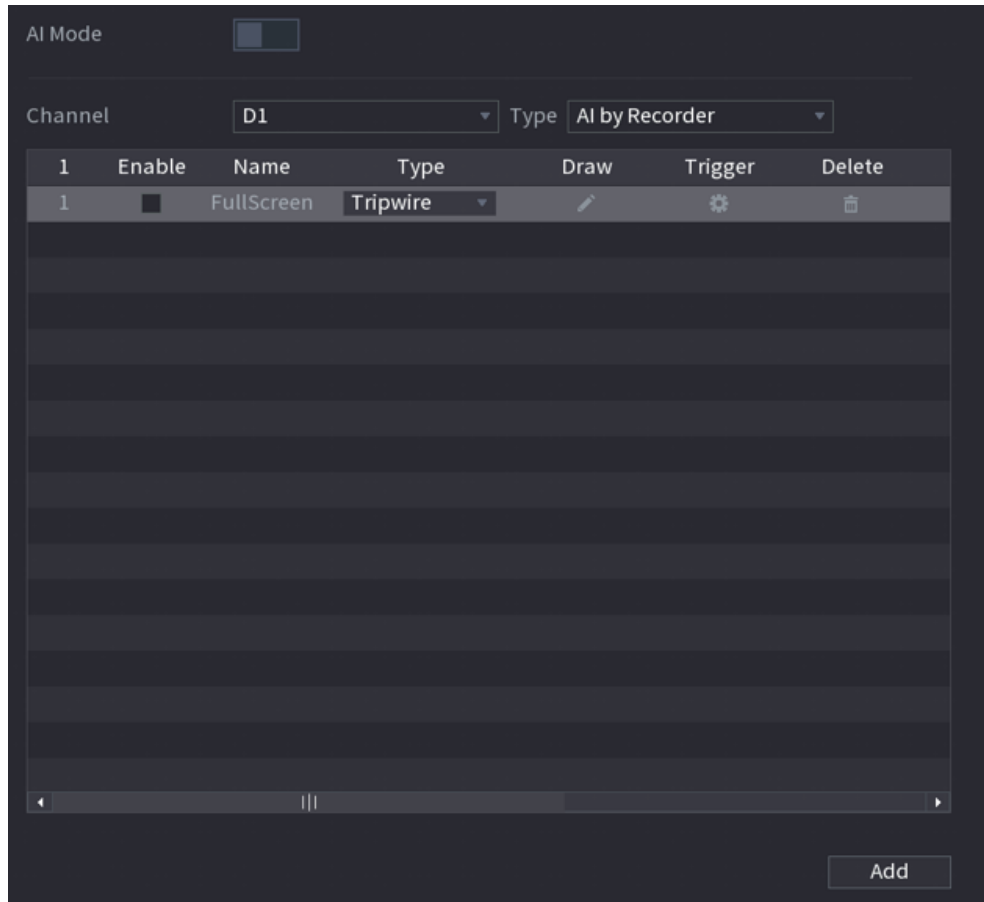 AI Mode
Channel D1 Type AI by Recorder
1 Enable Name Type Draw Trigger Delete
1 FullScreen Tripwire
Add